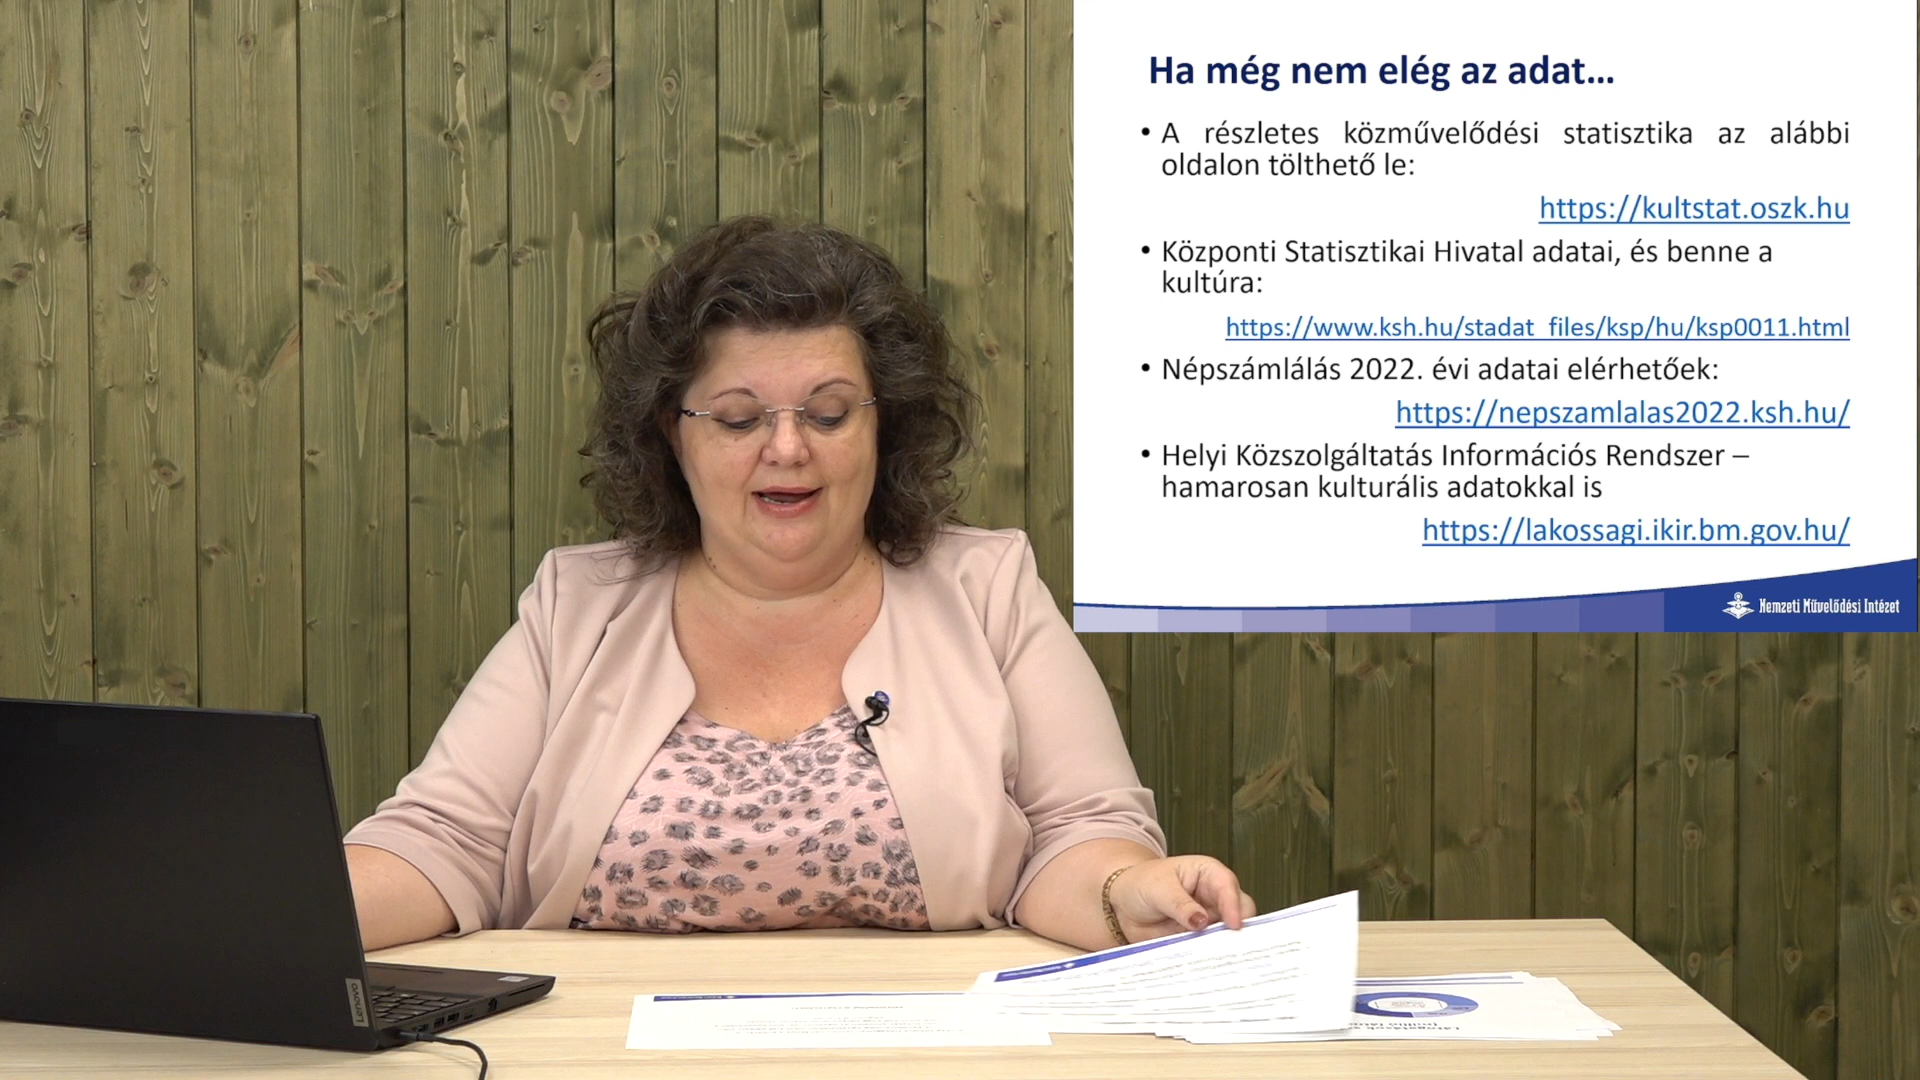 Ha még nem elég az adat...
• A részletes közművelődési statisztika az alábbi
oldalon tölthető le:
https://kultstat.oszk.hu
• Központi Statisztikai Hivatal adatai, és benne a
kultúra:
https://www.ksh.hu/stadat_files/ksp/hu/ksp0011.html
• Népszámlálás 2022. évi adatai elérhetőek:
https://nepszamlalas2022.ksh.hu/
• Helyi Közszolgáltatás Információs Rendszer –
hamarosan kulturális adatokkal is
https://lakossagi.ikir.bm.gov.hu/
Nemzeti Művelődési Intézet
Lenovo